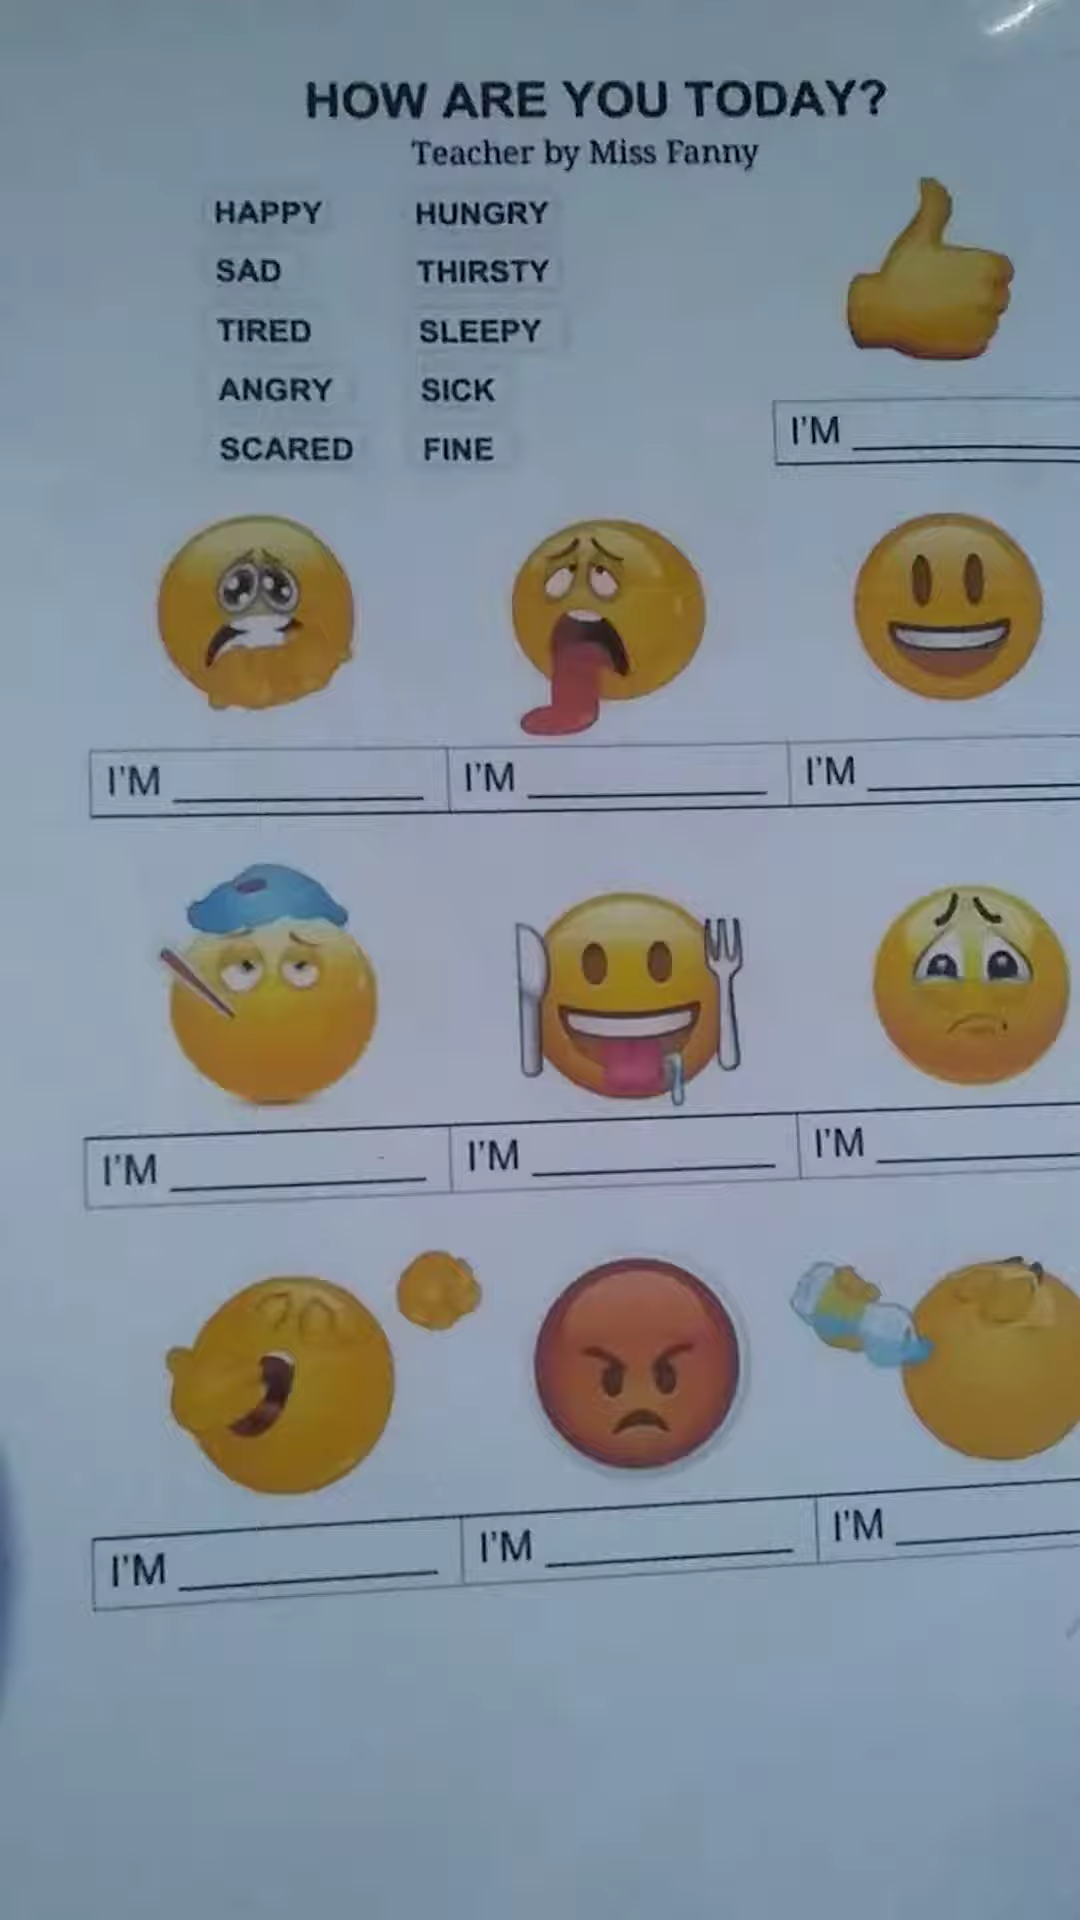 HOW ARE YOU TODAY?
Teacher by Miss Fanny
HAPPY HUNGRY
SAD THIRSTY
TIRED SLEEPY
ANGRY SICK
SCARED FINE
I'M
I'M I'M I'M
I'M I'M I'M
I'M I'M I'M